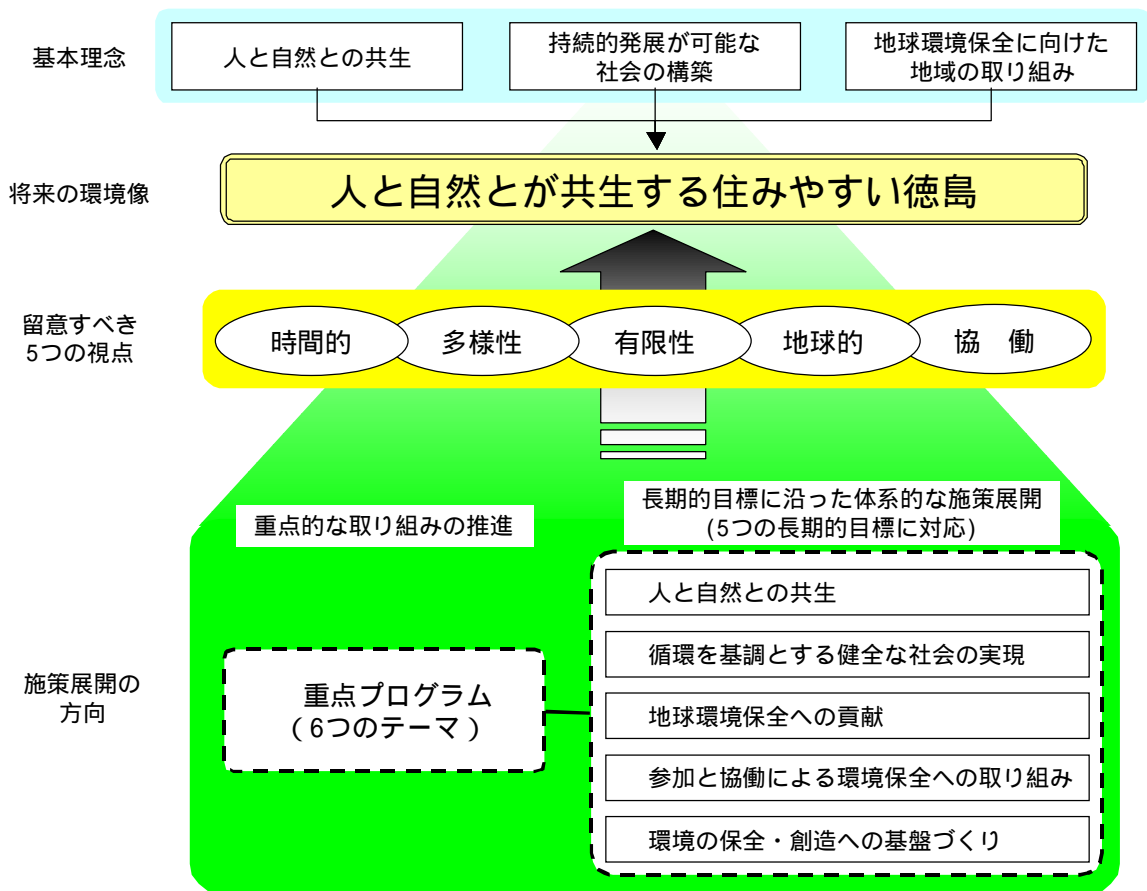 基本理念
人と自然との共生
持続的発展が可能な
社会の構築
地球環境保全に向けた
地域の取り組み
将来の環境像
人と自然とが共生する住みやすい徳島
留意すべき
5つの視点
時間的
多様性
有限性
地球的
協　働
施策展開の
方向
重点的な取り組みの推進
重点プログラム
(6つのテーマ)
長期的目標に沿った体系的な施策展開
(5つの長期的目標に対応)
人と自然との共生
循環を基調とする健全な社会の実現
地球環境保全への貢献
参加と協働による環境保全への取り組み
環境の保全・創造への基盤づくり